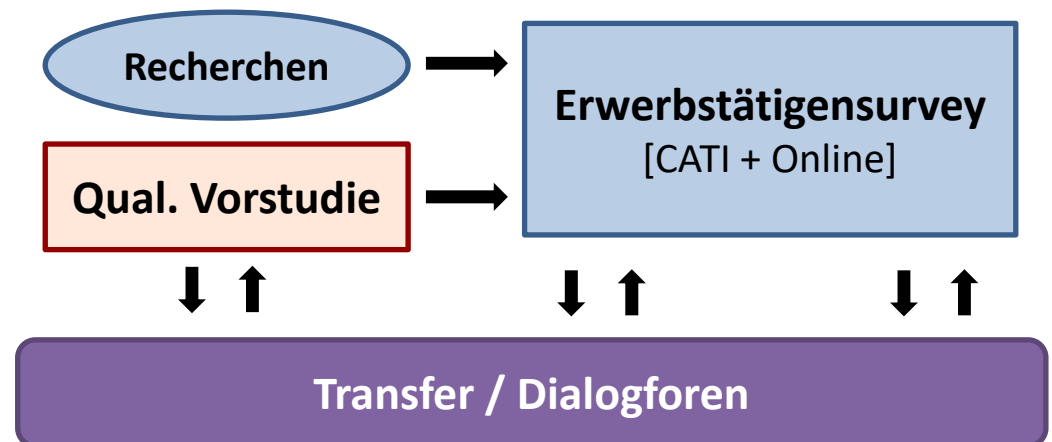 Recherchen
Qual. Vorstudie
Erwerbstätigensurvey
[CATI + Online]
Transfer / Dialogforen